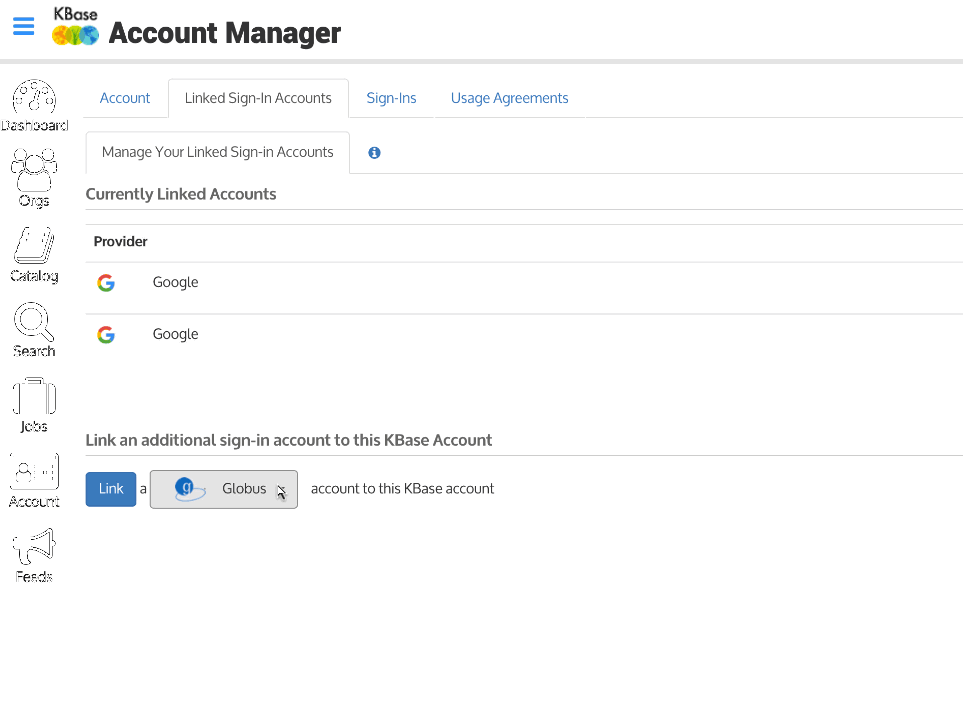 KBase
Account Manager
Account Linked Sign-In Accounts Sign-Ins Usage Agreements
Dashboard
Manage Your Linked Sign-in Accounts
Currently Linked Accounts
Orgs
Provider
Catalog
Google
Google
Search
Jobs
Link an additional sign-in account to this KBase Account
Link a g Globus account to this KBase account
Account
Feeds